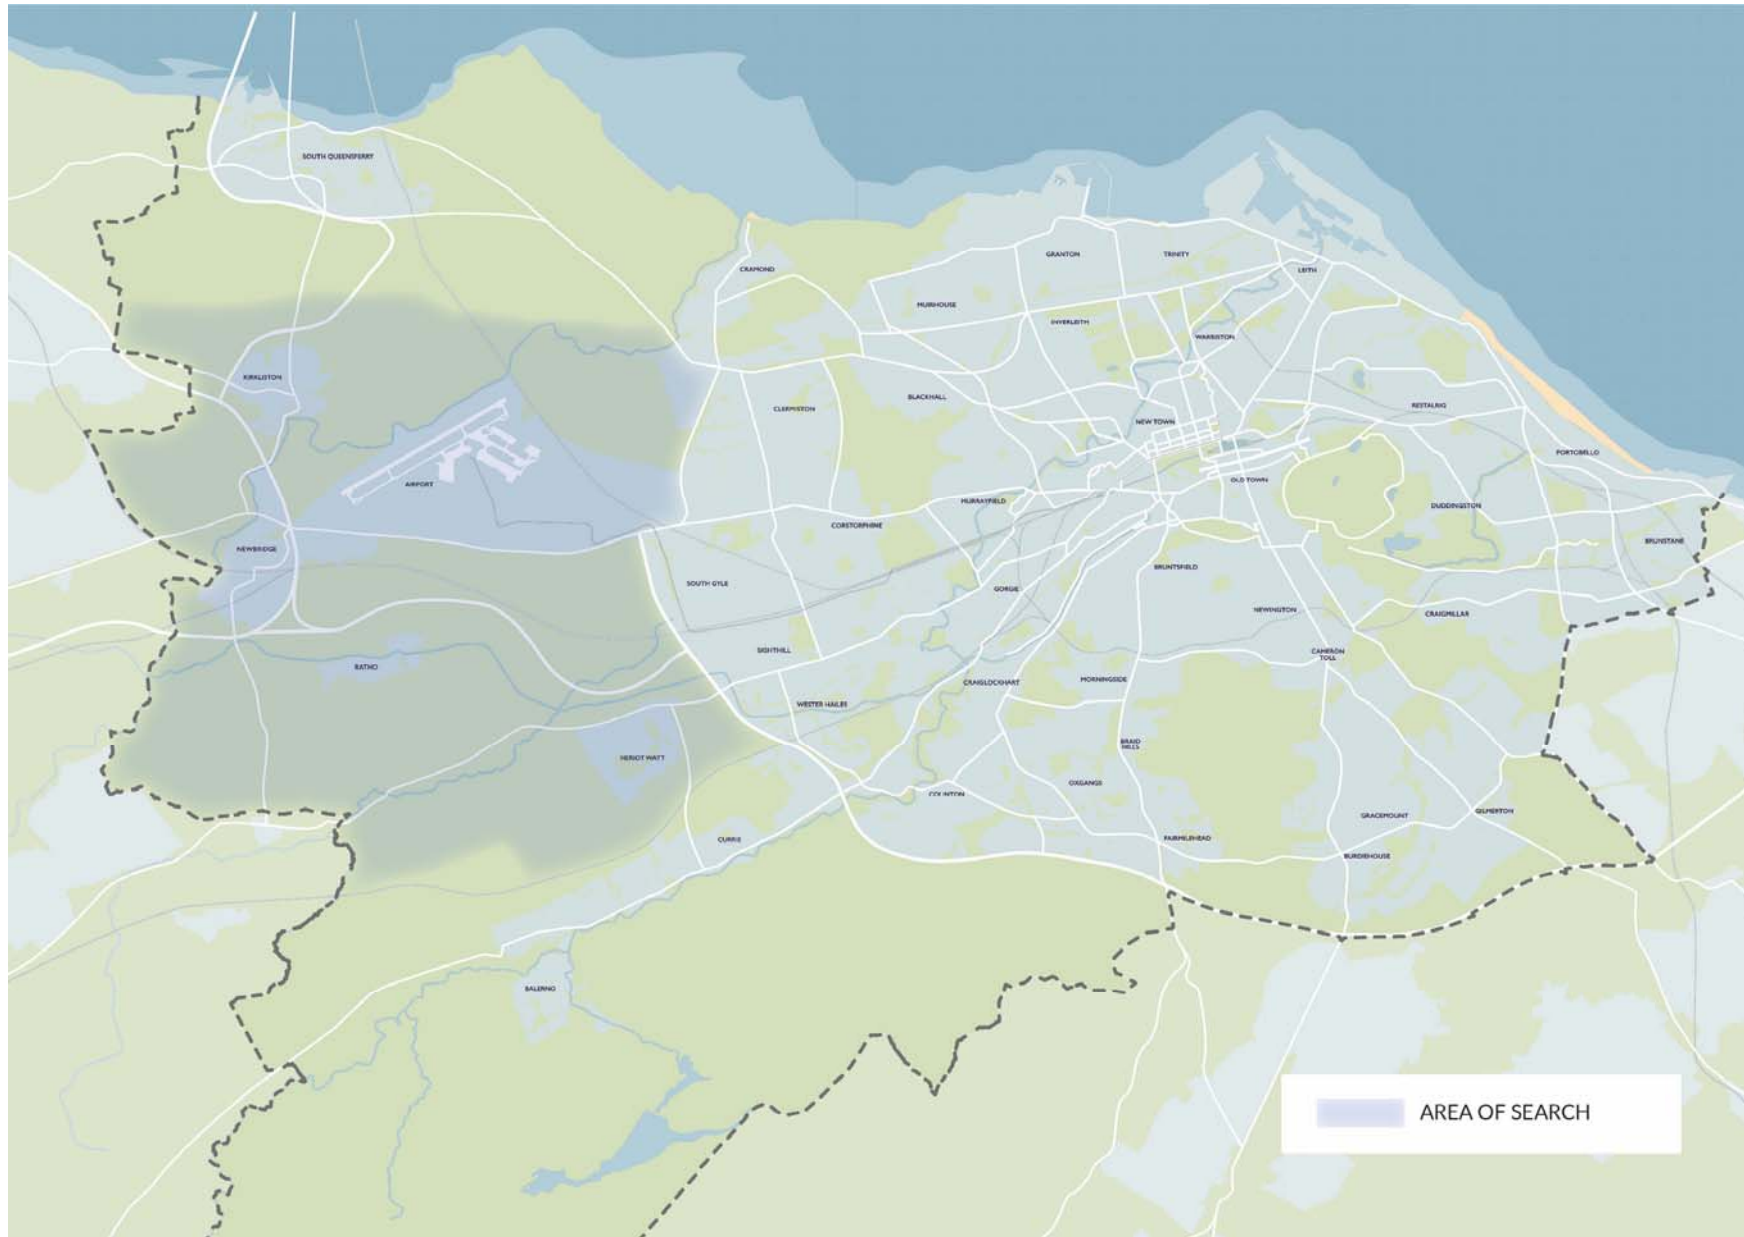 SOUTH QUEENSFERRY
GRANTON
TRINITY
CRAMOND
LEITH
MUIRHOUSE
INVERLEITH
WARRISTON
KIRKLISTON
CLERMISTON
BLACKHALL
RESTALRIG
NEW TOWN
PORTOBELLO
AIRPORT
OLD TOWN
MURRAYFIELD
DUDDINGSTON
CORSTORPHINE
BRUNSTANE
NEWBRIDGE
SOUTH GYLE
BRUNTSFIELD
GORGIE
NEWINGTON
CRAIGMILLAR
SIGHTHILL
CAMERON
TOLL
RATHO
CRAIGLOCKHART
MORNINGSIDE
WESTER HAILES
BRAID
HILLS
HERIOT WATT
OXGANGS
COLINTON
GILMERTON
GRACEMOUNT
CURRIE
FAIRMILEHEAD
BURDIEHOUSE
BALERNO
AREA OF SEARCH